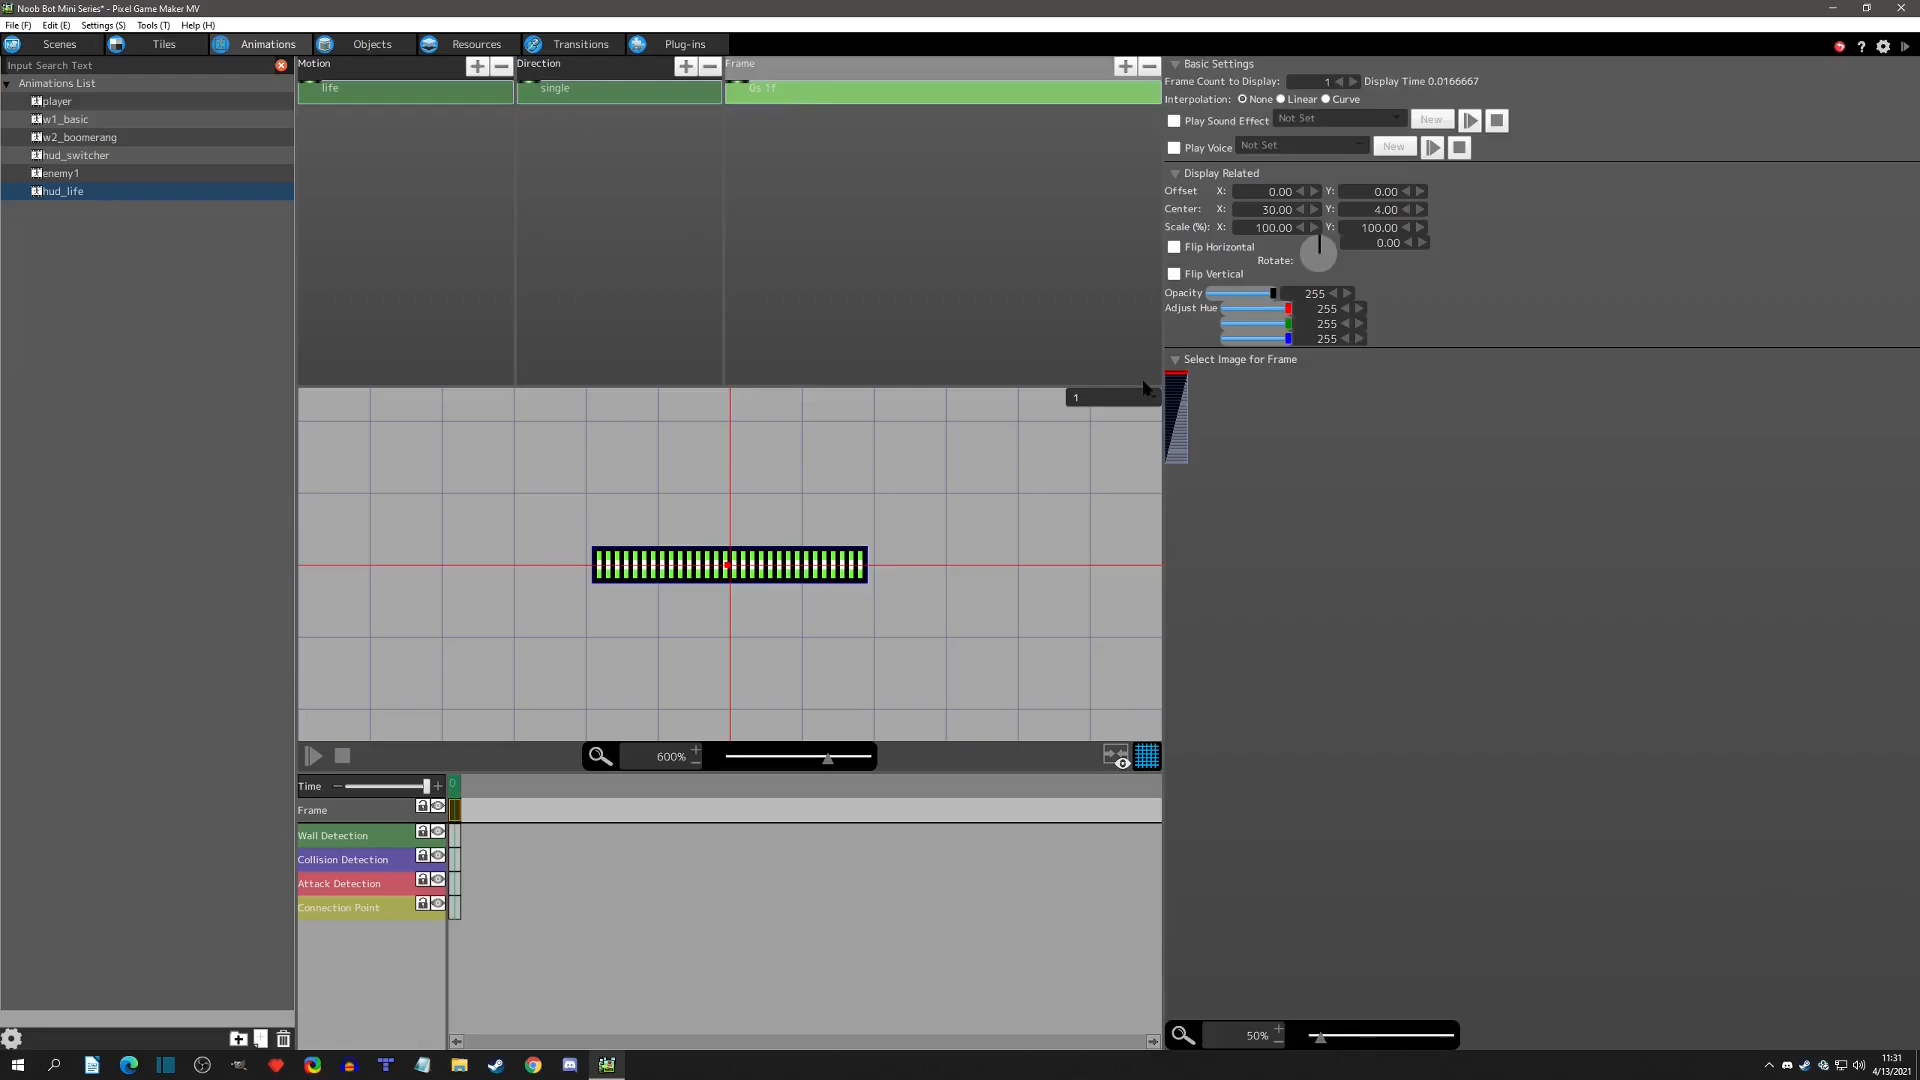 Noob Bot Mini Series* - Pixel Game Maker MV
File (F) Edit (E) Settings (S) Tools (T) Help (H)
Scenes Tiles Animations Objects Resources Transitions Plug-ins
Input Search Text
Animations List
player
w1_basic
w2_boomerang
hud_switcher
enemy1
hud_life
Motion
life
Direction
single
Frame
0s 1f
Basic Settings
Frame Count to Display: 1 Display Time 0.0166667
Interpolation: None Linear Curve
Play Sound Effect Not Set New
Play Voice Not Set New
Display Related
Offset X: 0.00 Y: 0.00
Center: X: 30.00 Y: 4.00
Scale (%): X: 100.00 Y: 100.00
Flip Horizontal
Rotate: 0.00
Flip Vertical
Opacity 255
Adjust Hue 255
255
255
Select Image for Frame
1
600%
Time 0
Frame
Wall Detection
Collision Detection
Attack Detection
Connection Point
50%
11:31
4/13/2021